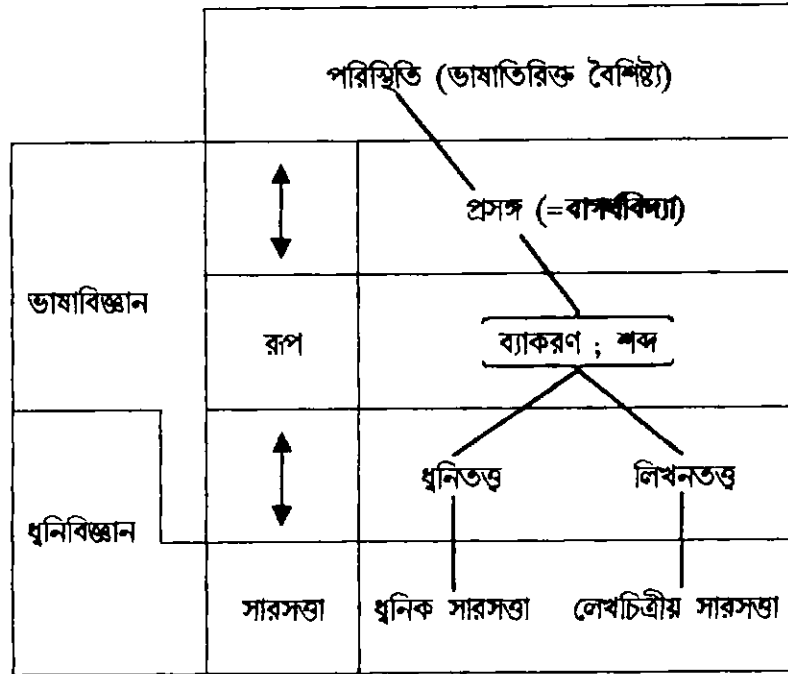 পরিস্থিতি (ভাষাতিরিক্ত বৈশিষ্ট্য)
প্রসঙ্গ (=বাগর্থবিদ্যা)
ভাষাবিজ্ঞান
রূপ
ব্যাকরণ ; শব্দ
ধ্বনিতত্ত্ব
লিখনতত্ত্ব
ধ্বনিবিজ্ঞান
সারসত্তা
ধ্বনিক সারসত্তা
লেখচিত্রীয় সারসত্তা